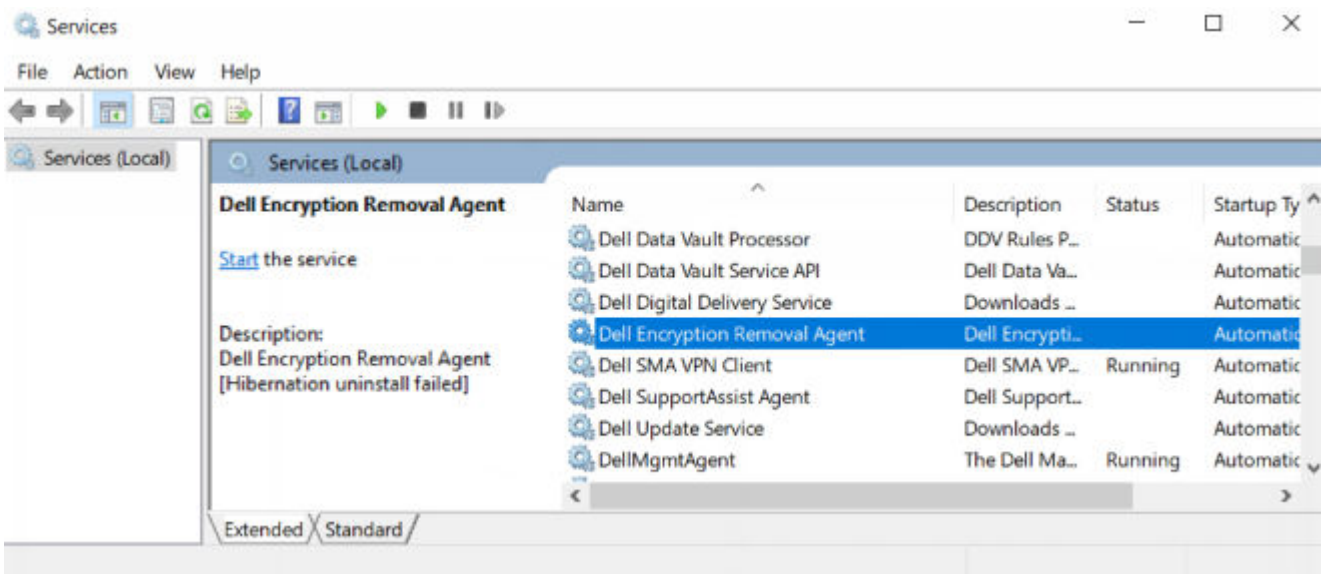 Services
File Action View Help
Services (Local)
Services (Local)
Dell Encryption Removal Agent
Start the service
Description:
Dell Encryption Removal Agent
[Hibernation uninstall failed]
Name Description Status Startup Ty
Dell Data Vault Processor DDV Rules P... Automatic
Dell Data Vault Service API Dell Data Va... Automatic
Dell Digital Delivery Service Downloads ... Automatic
Dell Encryption Removal Agent Dell Encrypti... Automatic
Dell SMA VPN Client Dell SMA VP... Running Automatic
Dell SupportAssist Agent Dell Support... Automatic
Dell Update Service Downloads ... Automatic
DellMgmtAgent The Dell Ma... Running Automatic
Extended Standard